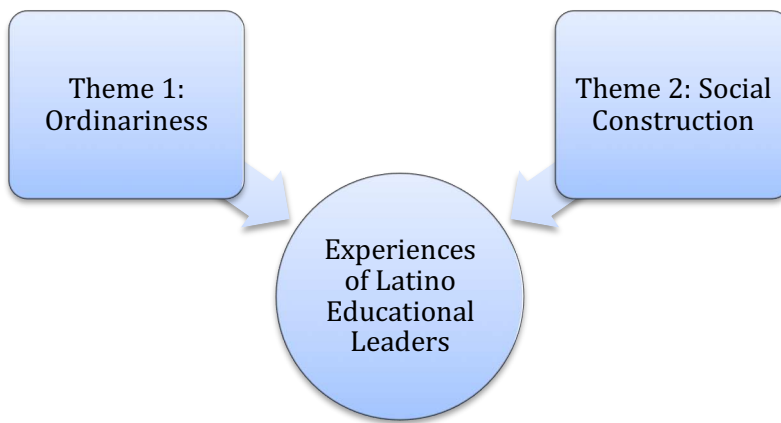 Theme 1:
Ordinariness
Theme 2: Social
Construction
Experiences
of Latino
Educational
Leaders